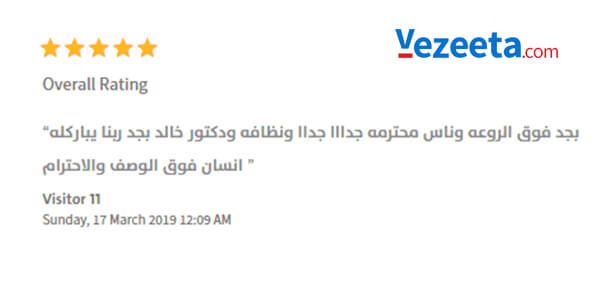 Vezeeta.com
Overall Rating
“بجد فوق الروعه وناس محترمه جدااا جداا ونظافه ودكتور خالد بجد ربنا يباركله
انسان فوق الوصف والاحترام ”
Visitor 11
Sunday, 17 March 2019 12:09 AM